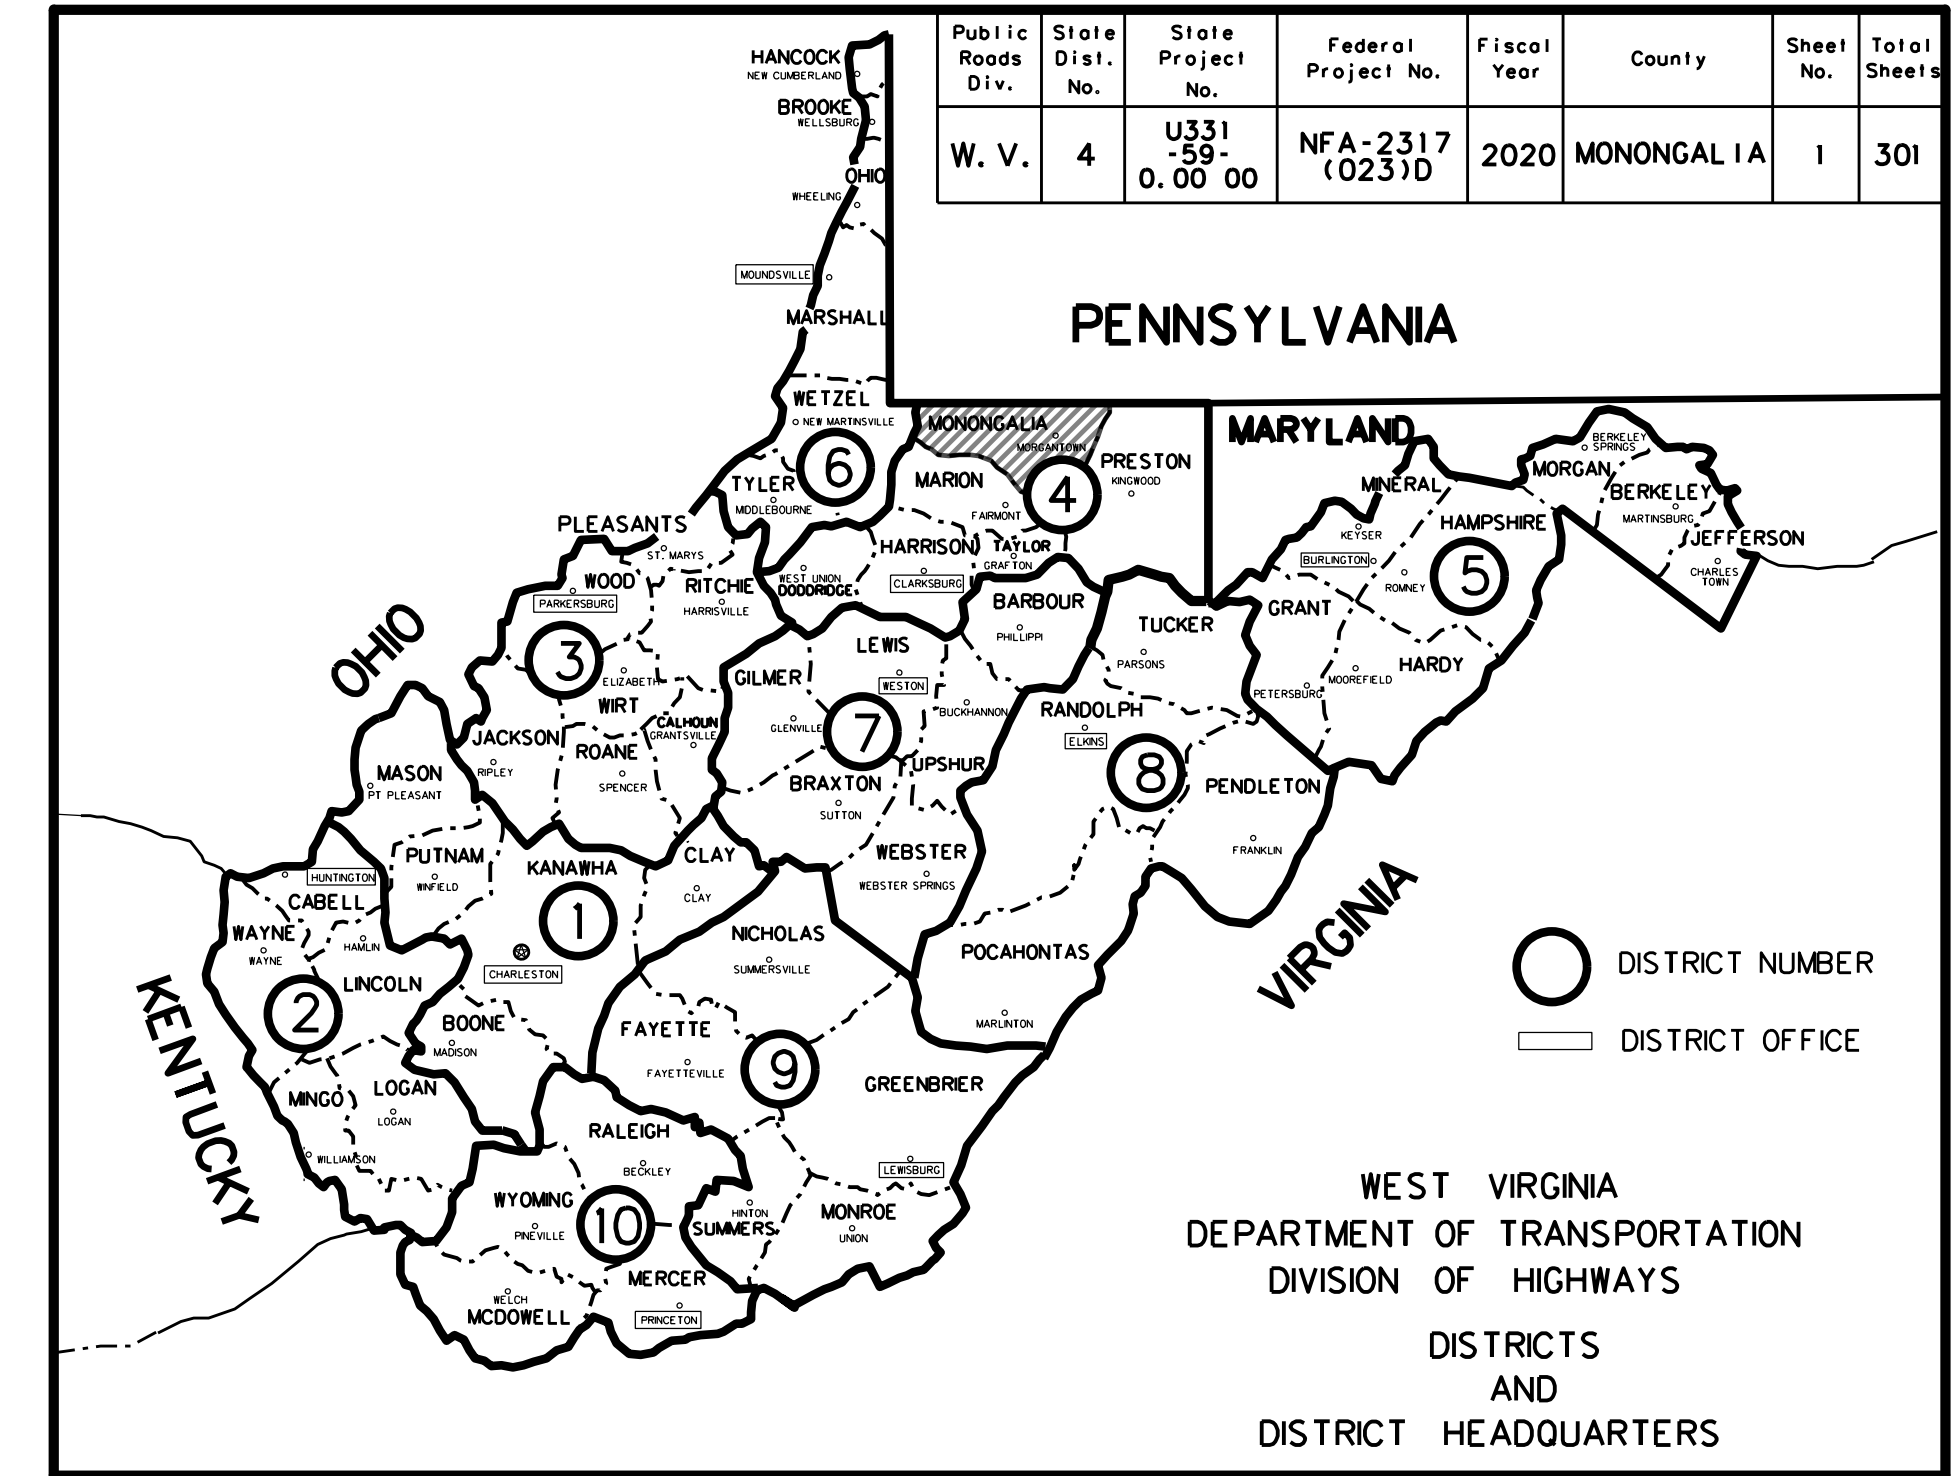 Public Roads Div.
State Dist. No.
State Project No.
Federal Project No.
Fiscal Year
County
Sheet No.
Total Sheets
W. V.
4
U331
-59-
0.00 00
NFA-2317
(023)D
2020
MONONGALIA
1
301
HANCOCK
NEW CUMBERLAND
BROOKE
WELLSBURG
OHIO
WHEELING
MOUNDSVILLE
MARSHALL
PENNSYLVANIA
WETZEL
NEW MARTINSVILLE
6
TYLER
MIDDLEBOURNE
MONONGALIA
MORGANTOWN
MARION
FAIRMONT
4
PRESTON
KINGWOOD
MARYLAND
MINERAL
KEYSER
BURLINGTON
HAMPSHIRE
5
ROMNEY
MORGAN
BERKELEY
SPRINGS
BERKELEY
MARTINSBURG
JEFFERSON
CHARLES
TOWN
GRANT
PETERSBURG
HARDY
MOOREFIELD
PLEASANTS
ST. MARYS
WOOD
PARKERSBURG
RITCHIE
HARRISVILLE
WEST UNION
DODDRIDGE
HARRISON
CLARKSBURG
TAYLOR
GRAFTON
BARBOUR
PHILLIPPI
TUCKER
PARSONS
OHIO
3
ELIZABETH
WIRT
CALHOUN
GRANTSVILLE
GILMER
GLENVILLE
LEWIS
WESTON
BUCKHANNON
UPSHUR
7
BRAXTON
SUTTON
RANDOLPH
ELKINS
8
PENDLETON
FRANKLIN
JACKSON
RIPLEY
ROANE
SPENCER
MASON
PT PLEASANT
PUTNAM
WINFIELD
KANAWHA
1
CHARLESTON
CLAY
CLAY
WEBSTER
WEBSTER SPRINGS
HUNTINGTON
CABELL
WAYNE
WAYNE
HAMLIN
LINCOLN
2
NICHOLAS
SUMMERSVILLE
POCAHONTAS
MARLINTON
VIRGINIA
KENTUCKY
BOONE
MADISON
FAYETTE
FAYETTEVILLE
9
GREENBRIER
LEWISBURG
MINGO
WILLIAMSON
LOGAN
LOGAN
RALEIGH
BECKLEY
WYOMING
PINEVILLE
10
HINTON
SUMMERS
MONROE
UNION
MERCER
PRINCETON
WELCH
MCDOWELL
DISTRICT NUMBER
DISTRICT OFFICE
WEST VIRGINIA
DEPARTMENT OF TRANSPORTATION
DIVISION OF HIGHWAYS
DISTRICTS
AND
DISTRICT HEADQUARTERS